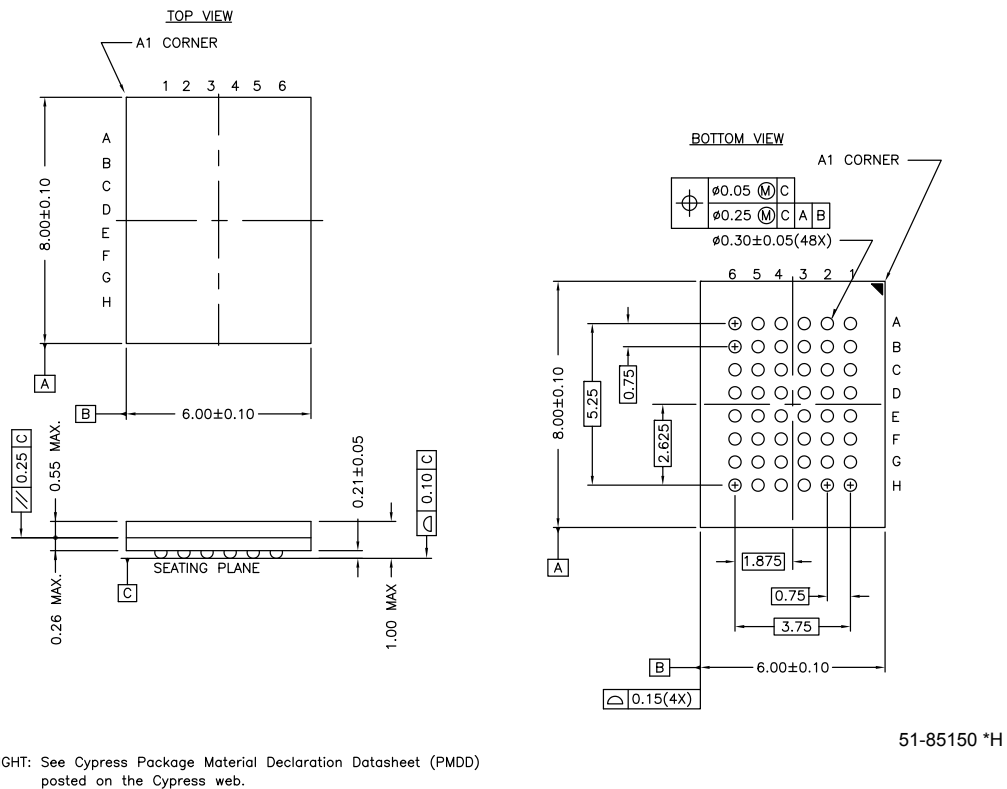 TOP VIEW
A1 CORNER
1 2 3 4 5 6
A
B
C
D
E
F
G
H
8.00±0.10
A
B
6.00±0.10
// 0.25 C
0.55 MAX.
0.21±0.05
0.10 C
SEATING PLANE
C
0.26 MAX.
1.00 MAX
BOTTOM VIEW
A1 CORNER
ø0.05 Ⓜ C
ø0.25 Ⓜ C A B
ø0.30±0.05(48X)
6 5 4 3 2 1
A
B
C
D
E
F
G
H
8.00±0.10
5.25
0.75
2.625
A
1.875
0.75
3.75
B
6.00±0.10
0.15(4X)
51-85150 *H
GHT: See Cypress Package Material Declaration Datasheet (PMDD)
posted on the Cypress web.